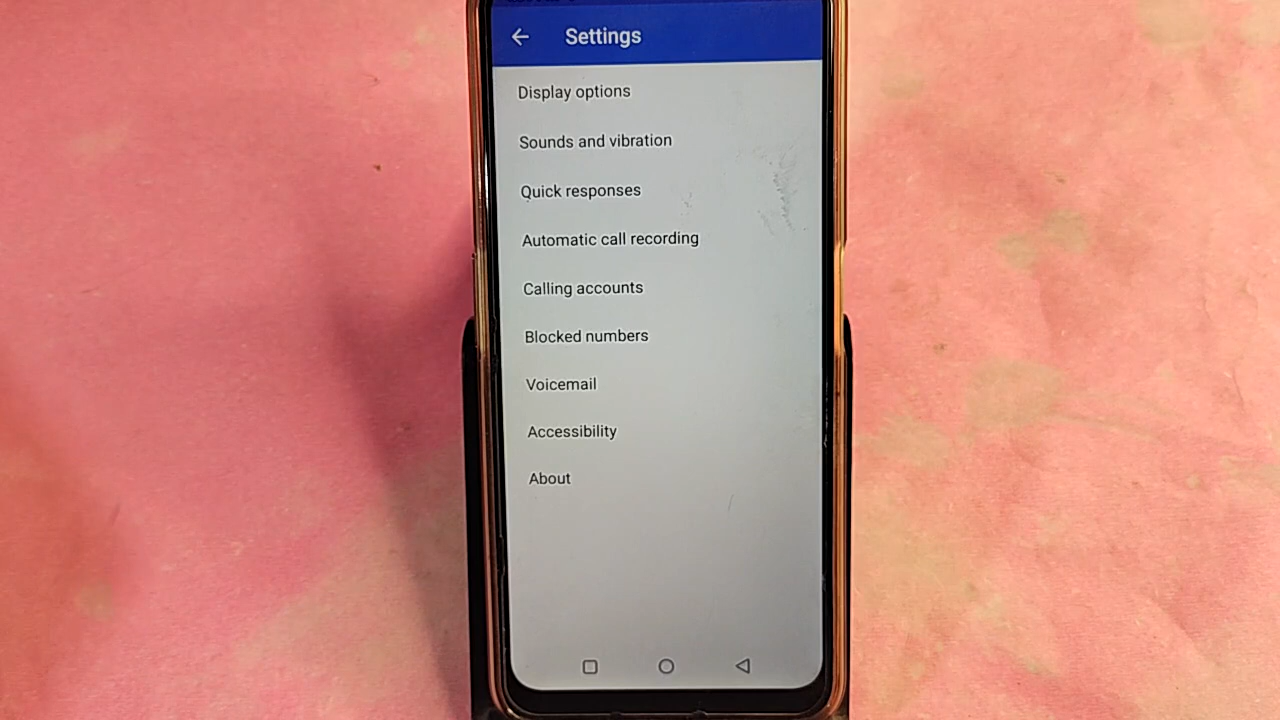 Settings
Display options
Sounds and vibration
Quick responses
Automatic call recording
Calling accounts
Blocked numbers
Voicemail
Accessibility
About